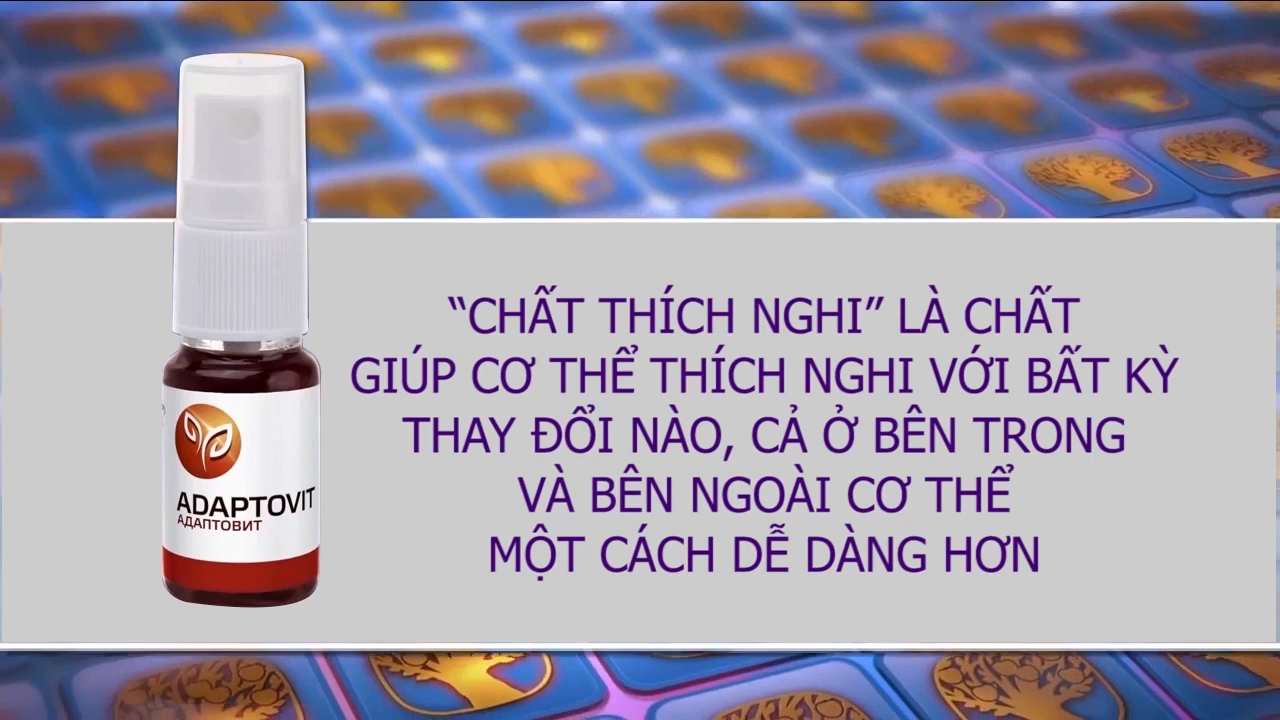 “CHẤT THÍCH NGHI” LÀ CHẤT
GIÚP CƠ THỂ THÍCH NGHI VỚI BẤT KỲ
THAY ĐỔI NÀO, CẢ Ở BÊN TRONG
VÀ BÊN NGOÀI CƠ THỂ
MỘT CÁCH DỄ DÀNG HƠN
ADAPTOVIT
АДАПТОВИТ